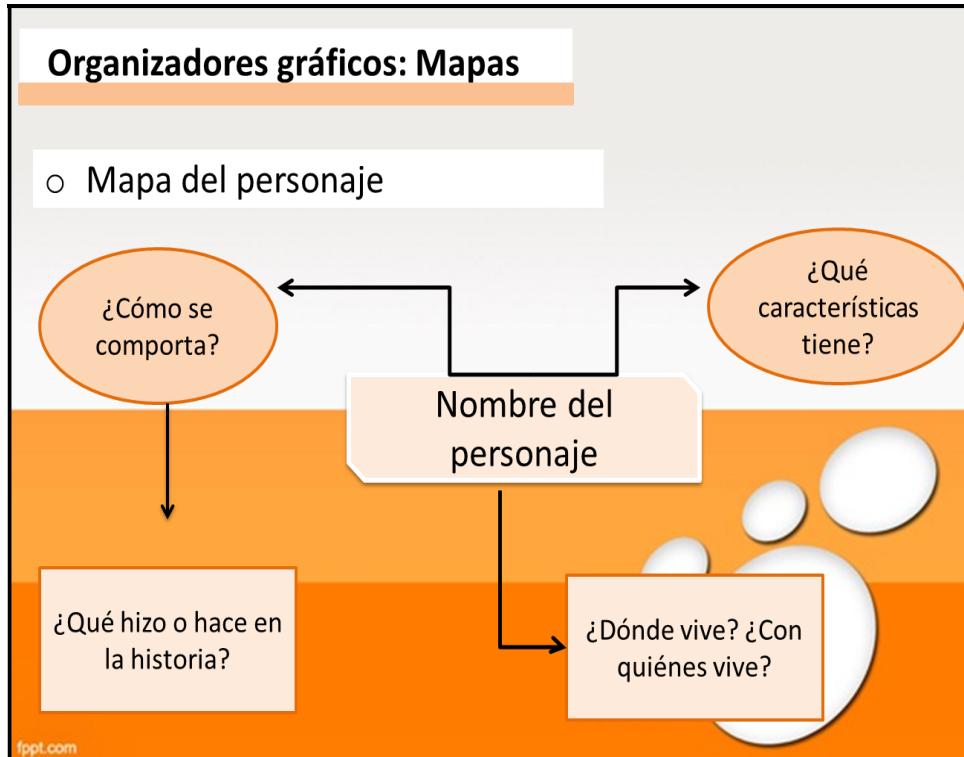 Organizadores gráficos: Mapas
o Mapa del personaje
¿Cómo se
comporta?
¿Qué
características
tiene?
Nombre del
personaje
¿Qué hizo o hace en
la historia?
¿Dónde vive? ¿Con
quiénes vive?
fppt.com